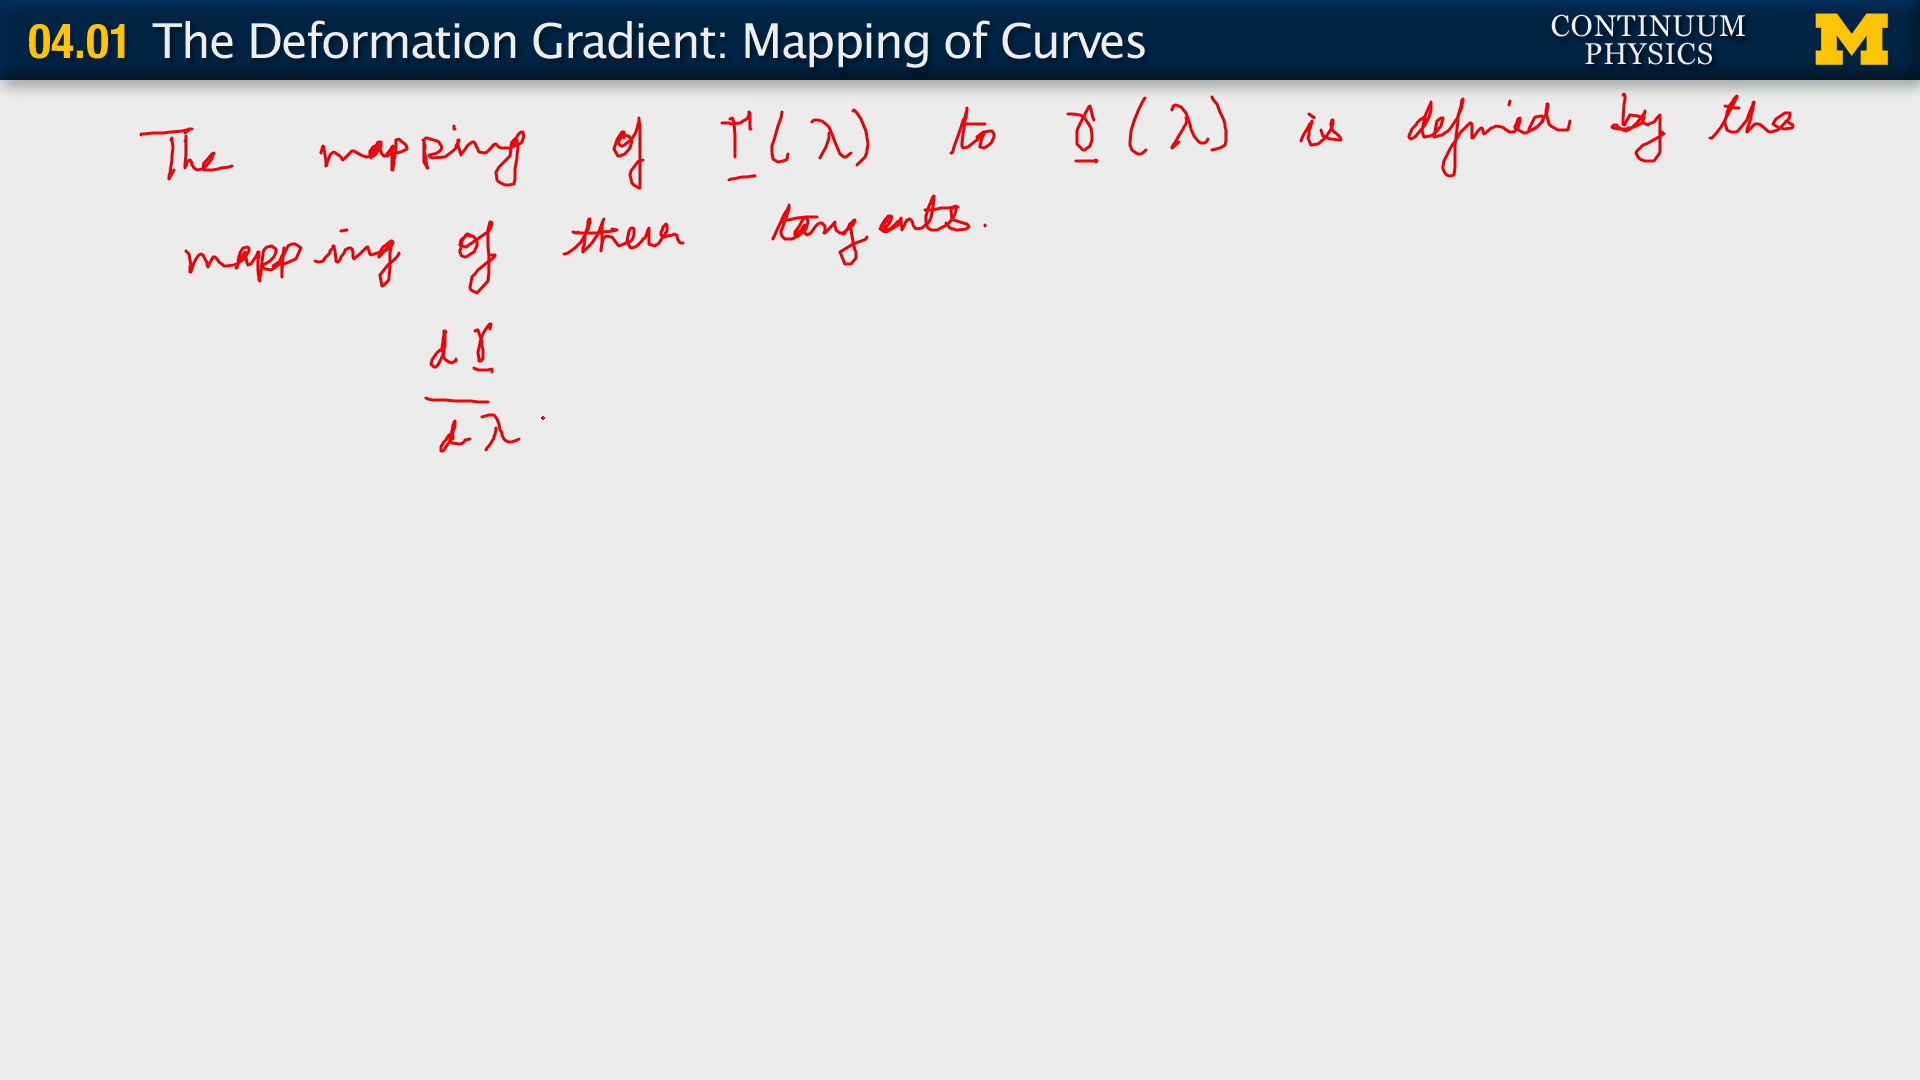 04.01 The Deformation Gradient: Mapping of Curves
CONTINUUM
PHYSICS
M
The mapping of Γ(λ) to γ(λ) is defined by the
mapping of their tangents.
dγ
dλ